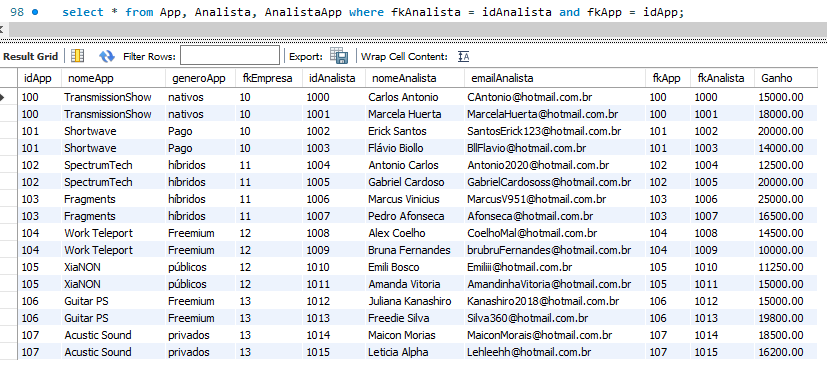 98 select * from App, Analista, AnalistaApp where fkAnalista = idAnalista and fkApp = idApp;
Result Grid Filter Rows: Export: Wrap Cell Content:
idApp nomeApp generoApp fkEmpresa idAnalista nomeAnalista emailAnalista fkApp fkAnalista Ganho
100 TransmissionShow nativos 10 1000 Carlos Antonio CAntonio@hotmail.com.br 100 1000 15000.00
100 TransmissionShow nativos 10 1001 Marcela Huerta MarcelaHuerta@hotmail.com.br 100 1001 18000.00
101 Shortwave Pago 10 1002 Erick Santos SantosErick123@hotmail.com.br 101 1002 20000.00
101 Shortwave Pago 10 1003 Flávio Biollo BllFlavio@hotmail.com.br 101 1003 14000.00
102 SpectrumTech híbridos 11 1004 Antonio Carlos Antonio2020@hotmail.com.br 102 1004 12500.00
102 SpectrumTech híbridos 11 1005 Gabriel Cardoso GabrielCardososs@hotmail.com.br 102 1005 20000.00
103 Fragments híbridos 11 1006 Marcus Vinicius MarcusV951@hotmail.com.br 103 1006 25000.00
103 Fragments híbridos 11 1007 Pedro Afonseca Afonseca@hotmail.com.br 103 1007 16500.00
104 Work Teleport Freemium 12 1008 Alex Coelho CoelhoMal@hotmail.com.br 104 1008 14500.00
104 Work Teleport Freemium 12 1009 Bruna Fernandes brubruFernandes@hotmail.com.br 104 1009 10000.00
105 XiaNON públicos 12 1010 Emili Bosco Emiliii@hotmail.com.br 105 1010 11250.00
105 XiaNON públicos 12 1011 Amanda Vitoria AmandinhaVitoria@hotmail.com.br 105 1011 15000.00
106 Guitar PS Freemium 13 1012 Juliana Kanashiro Kanashiro2018@hotmail.com.br 106 1012 15000.00
106 Guitar PS Freemium 13 1013 Freedie Silva Silva360@hotmail.com.br 106 1013 19800.00
107 Acustic Sound privados 13 1014 Maicon Morias MaiconMorais@hotmail.com.br 107 1014 18500.00
107 Acustic Sound privados 13 1015 Leticia Alpha Lehleehh@hotmail.com.br 107 1015 16200.00